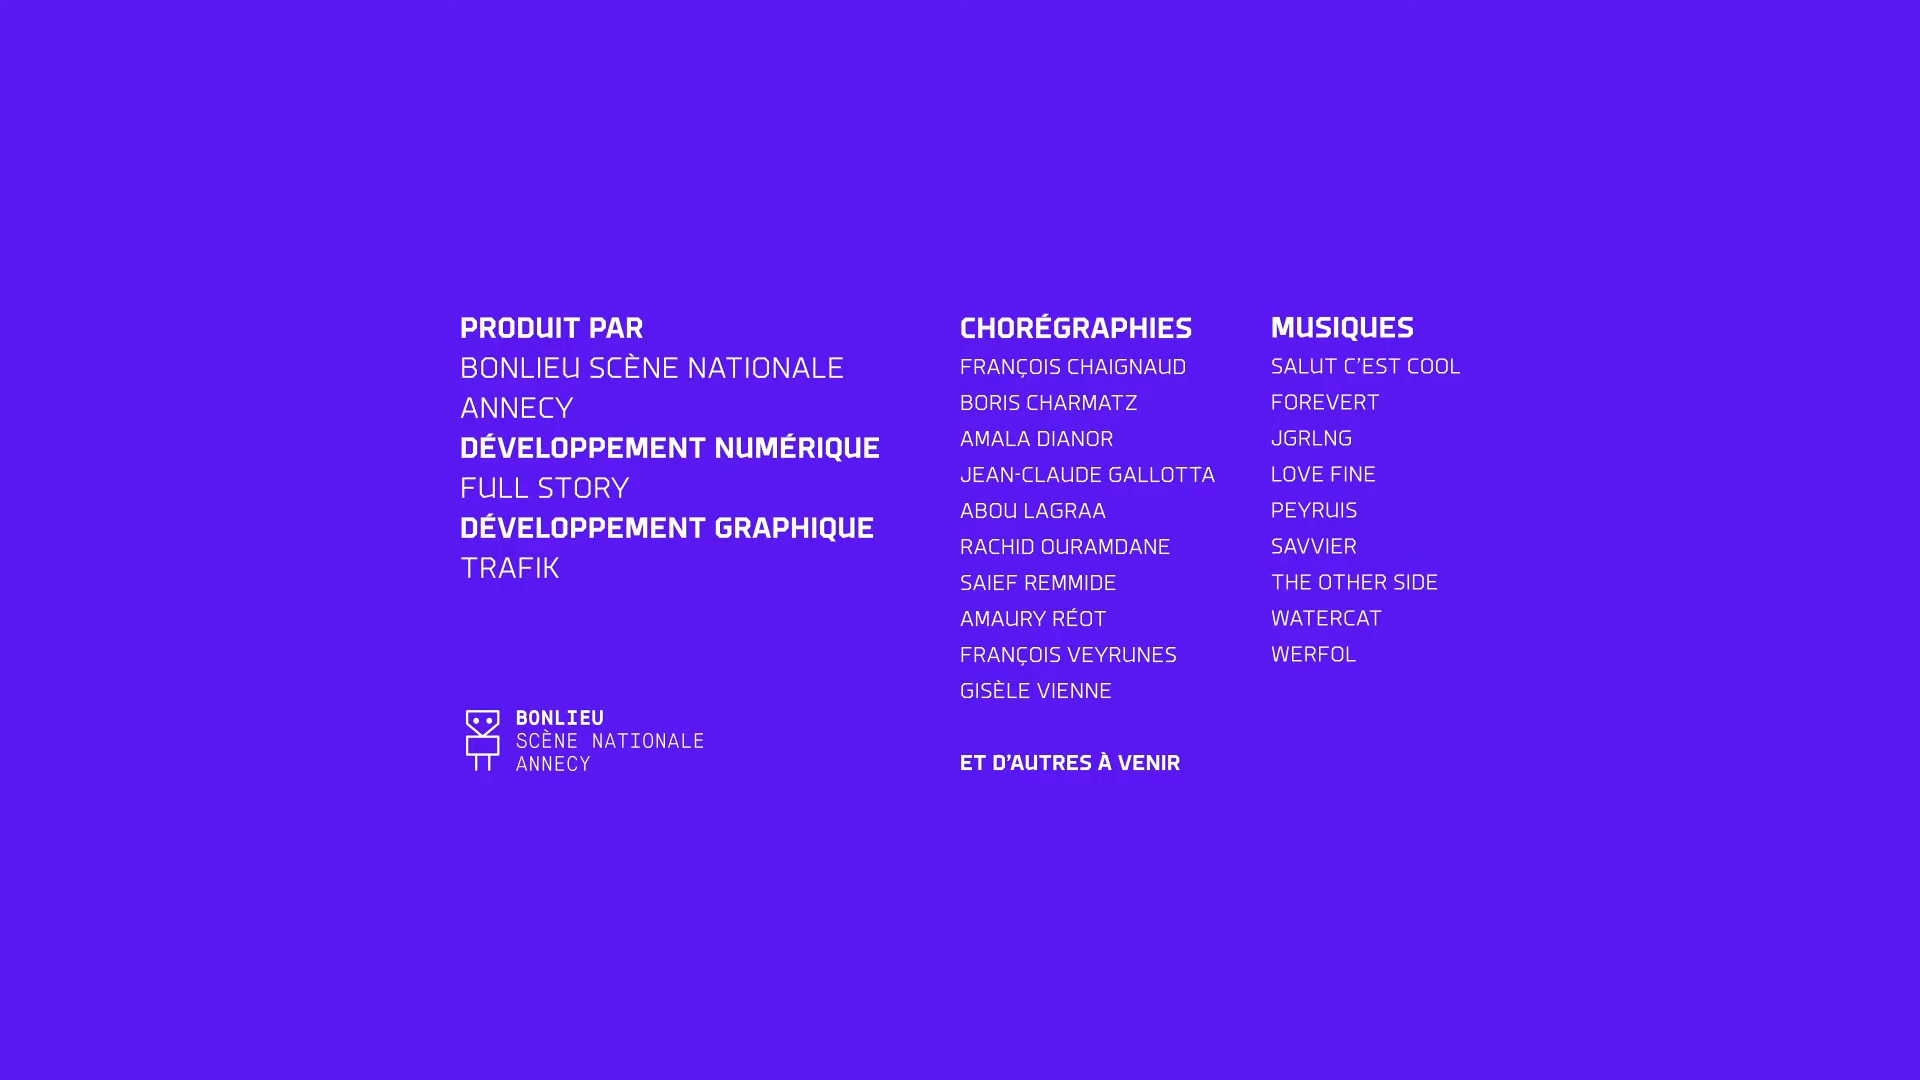 PRODUIT PAR
BONLIEU SCÈNE NATIONALE
ANNECY
DÉVELOPPEMENT NUMÉRIQUE
FULL STORY
DÉVELOPPEMENT GRAPHIQUE
TRAFIK
BONLIEU
SCÈNE NATIONALE
ANNECY
CHORÉGRAPHIES
FRANÇOIS CHAIGNAUD
BORIS CHARMATZ
AMALA DIANOR
JEAN-CLAUDE GALLOTTA
ABOU LAGRAA
RACHID OURAMDANE
SAIEF REMMIDE
AMAURY RÉOT
FRANÇOIS VEYRUNES
GISÈLE VIENNE
ET D'AUTRES À VENIR
MUSIQUES
SALUT C'EST COOL
FOREVERT
JGRLNG
LOVE FINE
PEYRUIS
SAVVIER
THE OTHER SIDE
WATERCAT
WERFOL